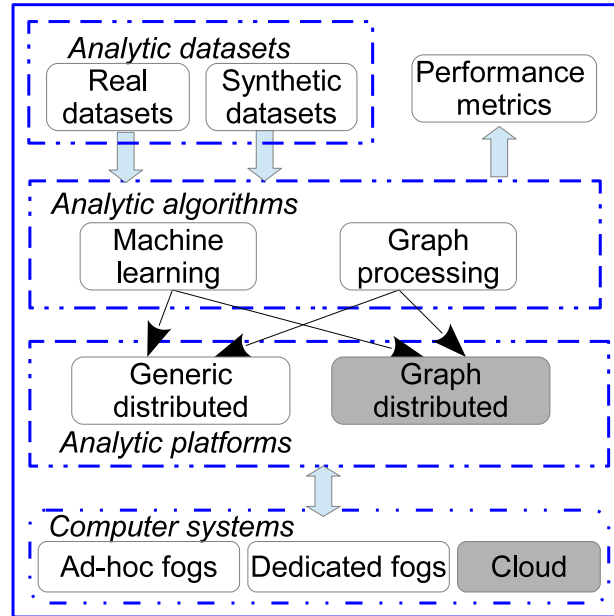 Analytic datasets
Real
datasets
Synthetic
datasets
Performance
metrics
Analytic algorithms
Machine
learning
Graph
processing
Generic
distributed
Graph
distributed
Analytic platforms
Computer systems
Ad-hoc fogs
Dedicated fogs
Cloud